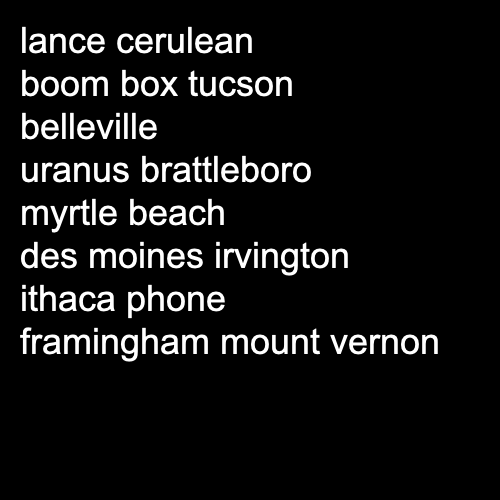 lance cerulean
boom box tucson
belleville
uranus brattleboro
myrtle beach
des moines irvington
ithaca phone
framingham mount vernon